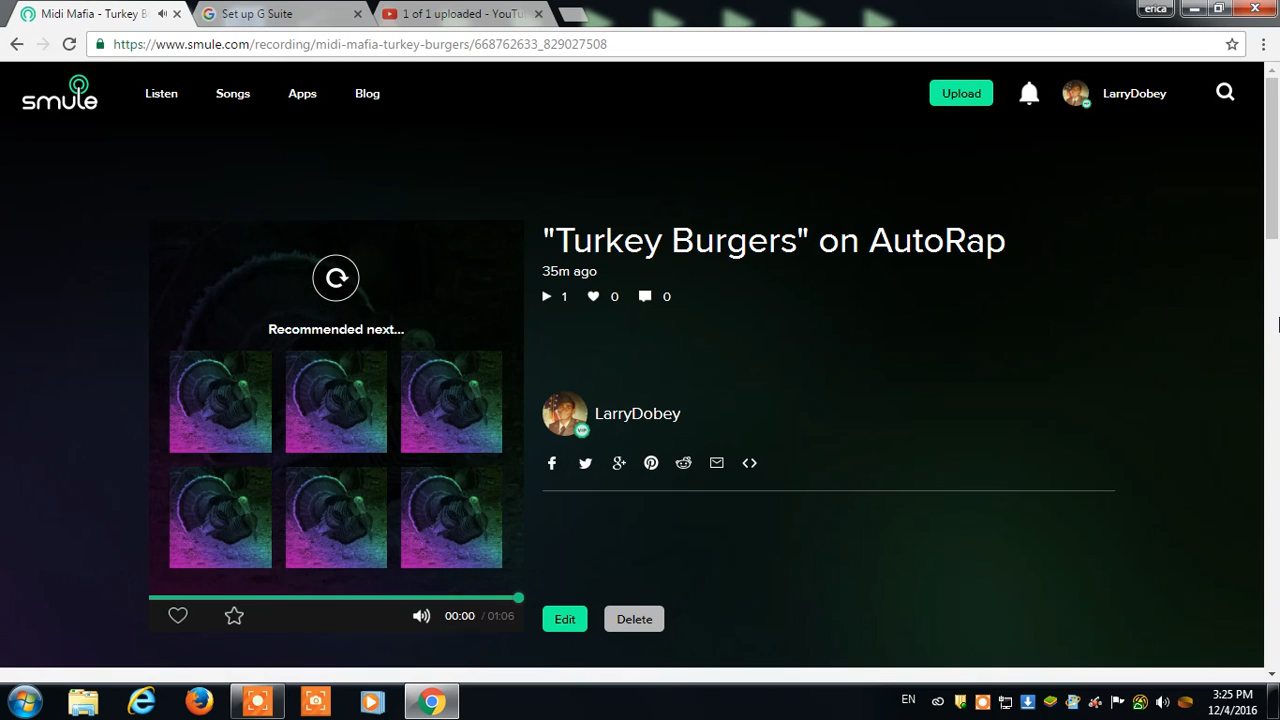 Midi Mafia - Turkey B
Set up G Suite
1 of 1 uploaded - YouTu
erica
https://www.smule.com/recording/midi-mafia-turkey-burgers/668762633_829027508
smule
Listen
Songs
Apps
Blog
Upload
LarryDobey
"Turkey Burgers" on AutoRap
35m ago
1
0
0
Recommended next...
LarryDobey
VIP
00:00 / 01:06
Edit
Delete
EN
3:25 PM
12/4/2016